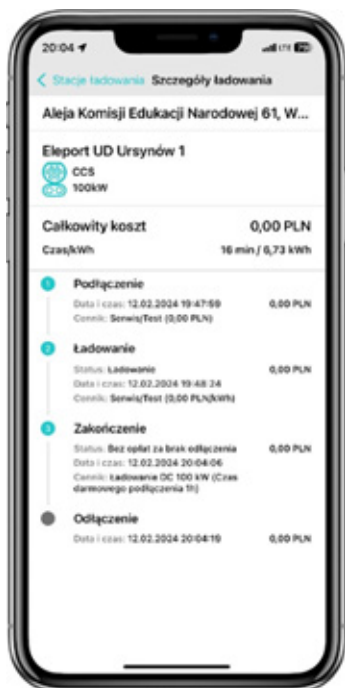 20:04
LTE
Stacje ładowania Szczegóły ładowania
Aleja Komisji Edukacji Narodowej 61, W...
Eleport UD Ursynów 1
CCS
100kW
Całkowity koszt 0,00 PLN
Czas/kWh 16 min / 6,73 kWh
1 Podłączenie
Data i czas: 12.02.2024 19:47:59 0,00 PLN
Cennik: Serwis/Test (0,00 PLN)
2 Ładowanie
Status: Ładowanie 0,00 PLN
Data i czas: 12.02.2024 19:48:24
Cennik: Serwis/Test (0,00 PLN/kWh)
3 Zakończenie
Status: Bez opłat za brak odłączenia 0,00 PLN
Data i czas: 12.02.2024 20:04:06
Cennik: Ładowanie DC 100 kW (Czas
darmowego podłączenia 1h)
Odłączenie
Data i czas: 12.02.2024 20:04:19 0,00 PLN